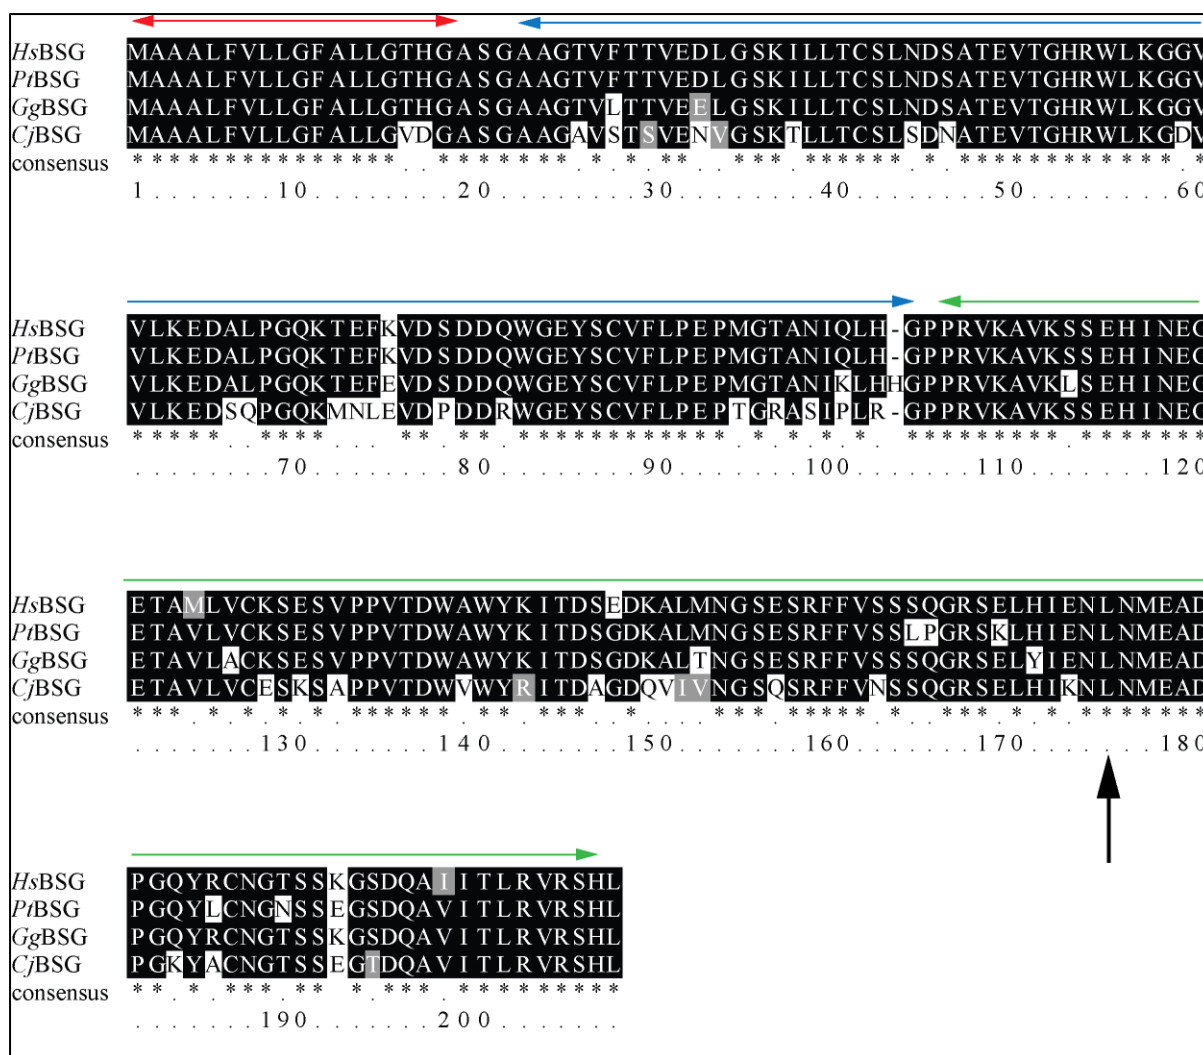 HsBSG MAAALFVLLGFALLGTHGASGAAGTVFTTVEDLGSKILLTCSLNDSATEVTGHRWLKGGV
PtBSG MAAALFVLLGFALLGTHGASGAAGTVFTTVEDLGSKILLTCSLNDSATEVTGHRWLKGGV
GgBSG MAAALFVLLGFALLGTHGASGAAGTVLTTVEELGSKILLTCSLNDSATEVTGHRWLKGGV
CjBSG MAAALFVLLGFALLGVDGASGAAGAVSTSVENVGSKTLLTCSLSDNATEVTGHRWLKGDV
consensus ***************..*******.*.*.**..***.******.*.************.*
1.......10........20........30........40........50........60
HsBSG VLKEDALPGQKTEFKVDSDDQWGEYSCVFLPEPMGTANIQLH-GPPRVKAVKSSEHINEG
PtBSG VLKEDALPGQKTEFKVDSDDQWGEYSCVFLPEPMGTANIQLH-GPPRVKAVKSSEHINEG
GgBSG VLKEDALPGQKTEFEVDSDDQWGEYSCVFLPEPMGTANIKLHHGPPRVKAVKLSEHINEG
CjBSG VLKEDSQPGQKMNLEVDPDDRWGEYSCVFLPEPTGRASIPLR-GPPRVKAVKSSEHINEG
consensus *****..****....**.**.************.*.*.*.*..*********.*******
........70........80........90........100.......110.......120
HsBSG ETAMLVCKSESVPPVTDWAWYKITDSEDKALMNGSESRFFVSSSQGRSELHIENLNMEAD
PtBSG ETAVLVCKSESVPPVTDWAWYKITDSGDKALMNGSESRFFVSSLPGRSKLHIENLNMEAD
GgBSG ETAVLACKSESVPPVTDWAWYKITDSGDKALTNGSESRFFVSSSQGRSELYIENLNMEAD
CjBSG ETAVLVCESKSAPPVTDWVWYRITDAGDQVIVNGSQSRFFVNSSQGRSELHIKNLNMEAD
consensus ***.*.*.*.*.******.**.***..*....***.*****.*..***.*.*.*******
........130.......140.......150.......160.......170.......180
HsBSG PGQYRCNGTSSKGSDQAIITLRVRSHL
PtBSG PGQYLCNGNSSEGSDQAVITLRVRSHL
GgBSG PGQYRCNGTSSKGSDQAVITLRVRSHL
CjBSG PGKYACNGTSSEGTDQAVITLRVRSHL
consensus **.*.***.**.*.***.*********
........190.......200.......